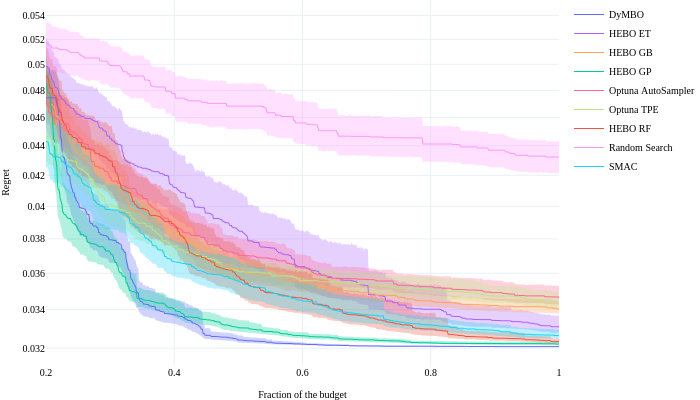 0.054
0.052
0.05
0.048
0.046
0.044
0.042
0.04
0.038
0.036
0.034
0.032
Regret
0.2
0.4
0.6
0.8
1
Fraction of the budget
DyMBO
HEBO ET
HEBO GB
HEBO GP
Optuna AutoSampler
Optuna TPE
HEBO RF
Random Search
SMAC